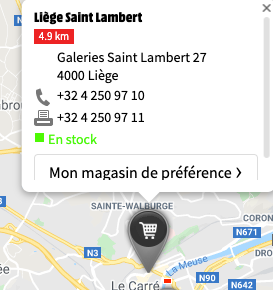 Liège Saint Lambert
4.9 km
Galeries Saint Lambert 27
4000 Liège
+32 4 250 97 10
+32 4 250 97 11
En stock
Mon magasin de préférence >
SAINTE-WALBURGE
CORON
N671
N3
La Meuse
N90
N62
Le Carré